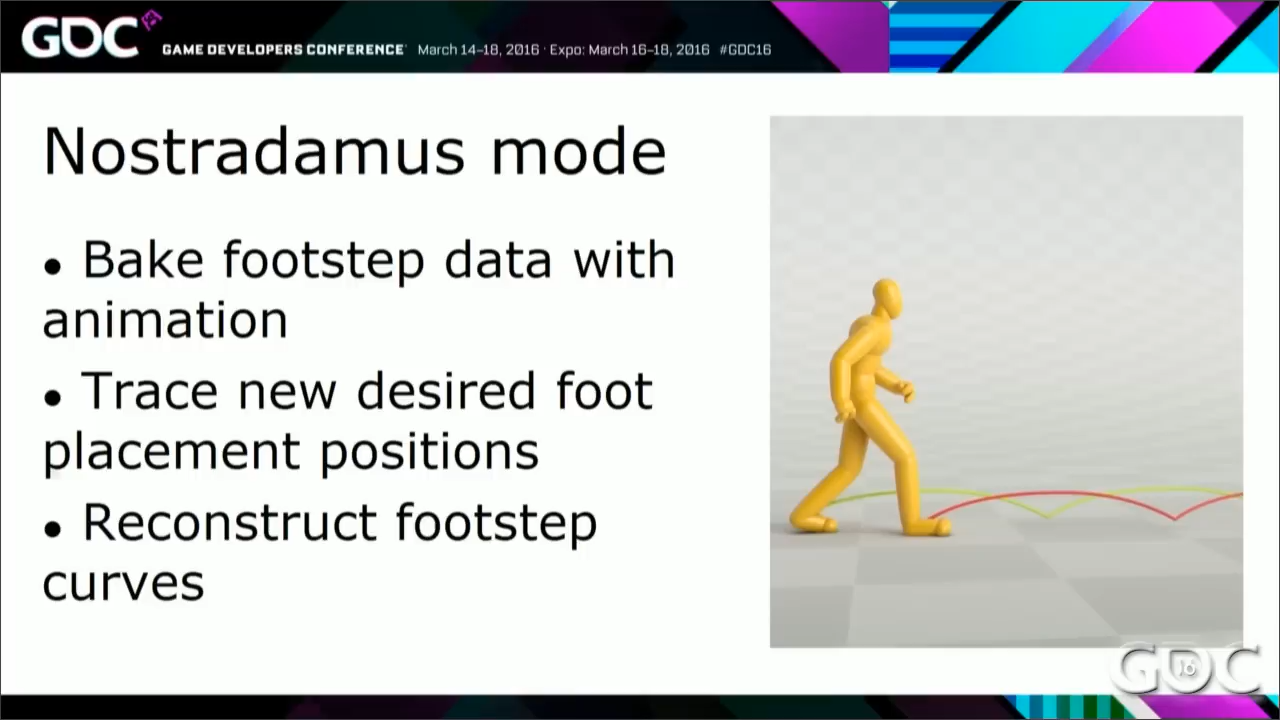 GDC GAME DEVELOPERS CONFERENCE March 14–18, 2016 · Expo: March 16–18, 2016 #GDC16
Nostradamus mode
• Bake footstep data with
animation
• Trace new desired foot
placement positions
• Reconstruct footstep
curves
GDC 16